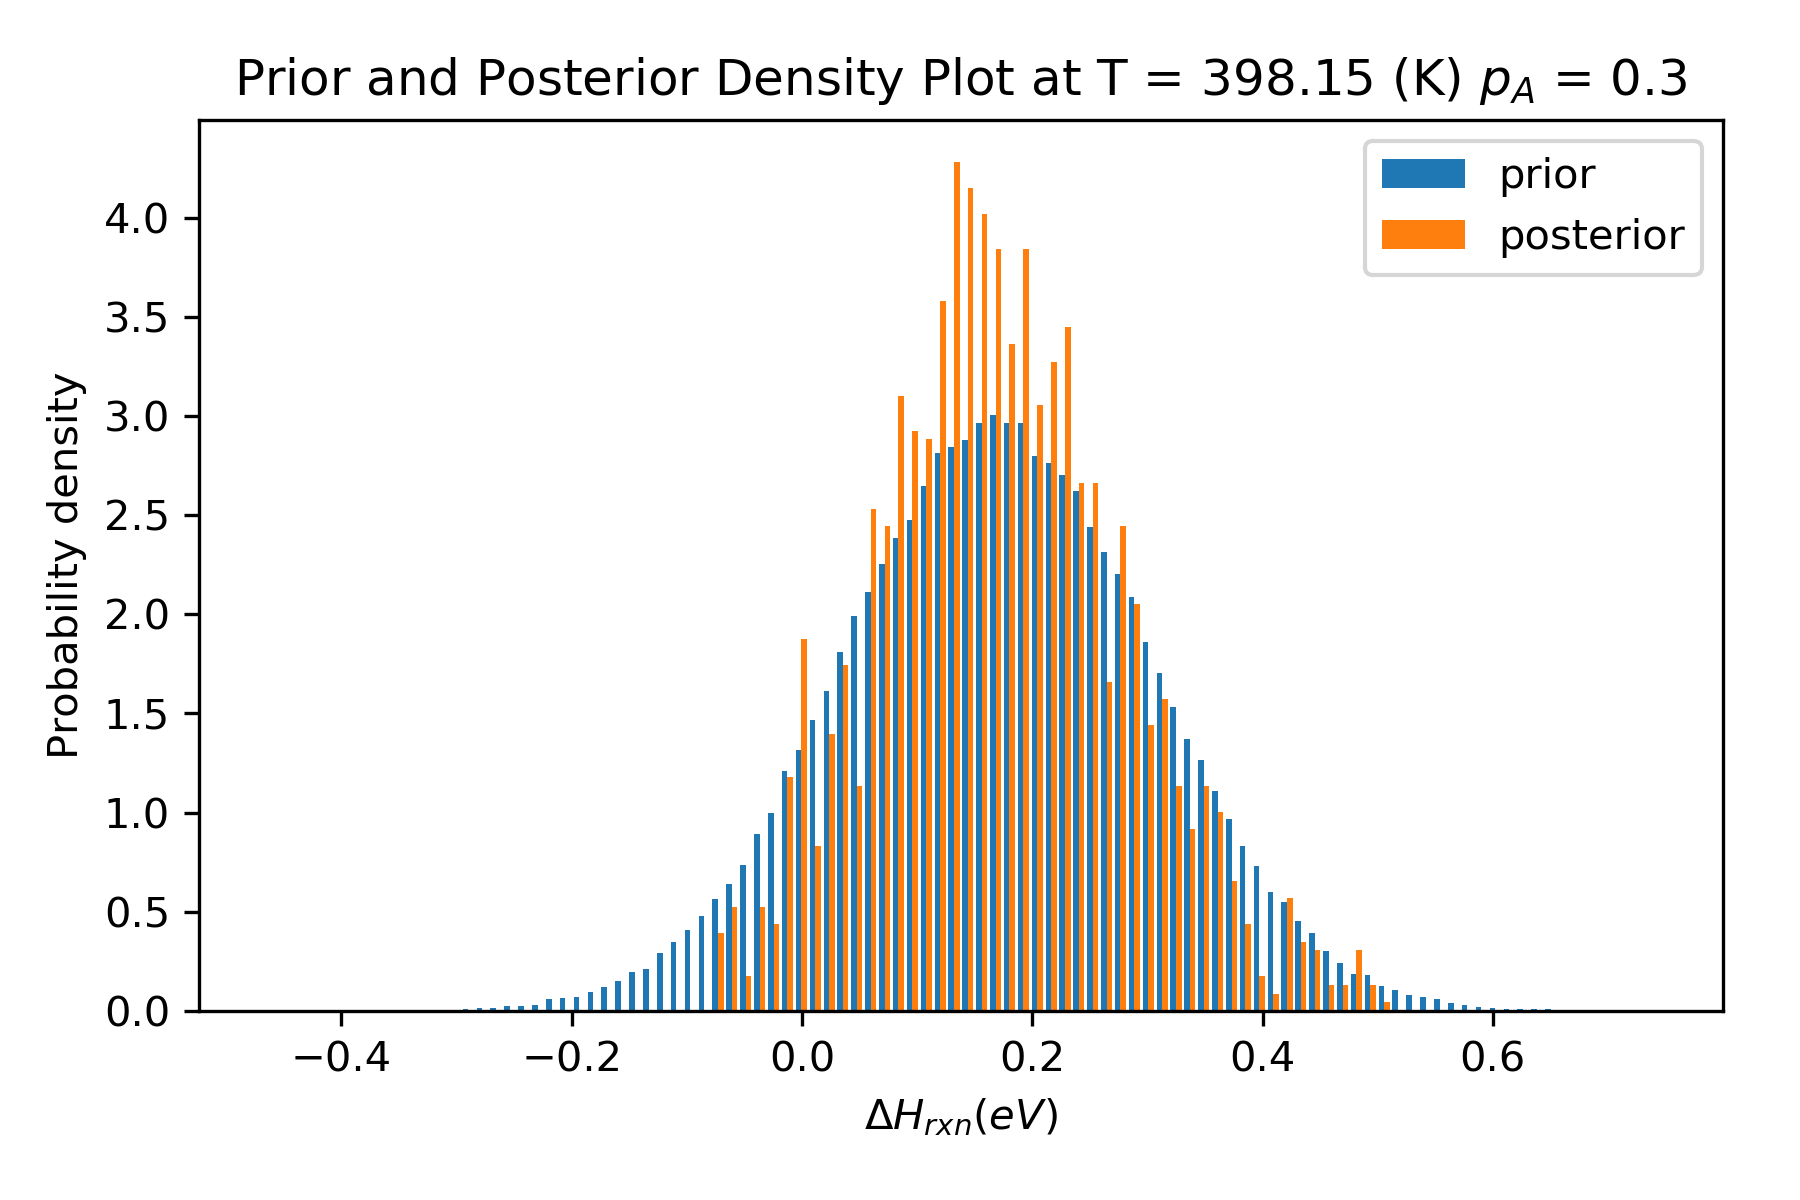 Prior and Posterior Density Plot at T = 398.15 (K) p_A = 0.3
prior
posterior
Probability density
4.0
3.5
3.0
2.5
2.0
1.5
1.0
0.5
0.0
−0.4 −0.2 0.0 0.2 0.4 0.6
ΔH_rxn(eV)